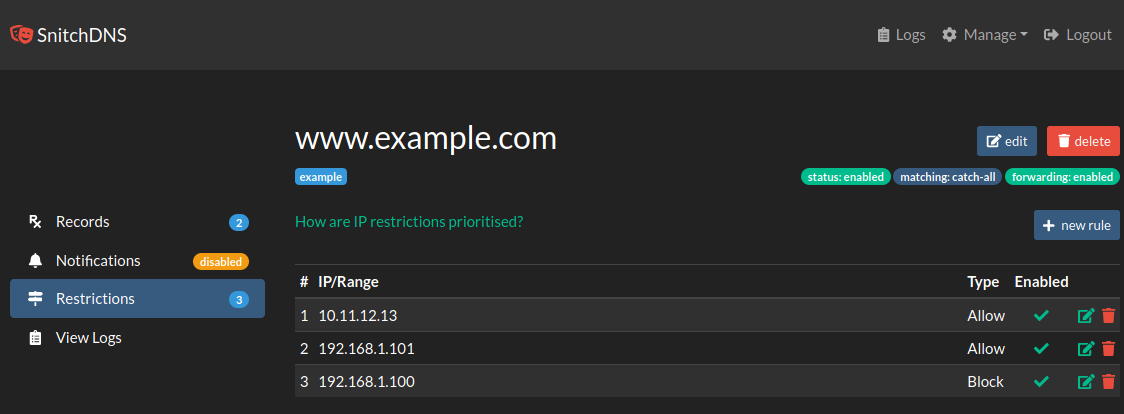 SnitchDNS Logs Manage Logout
www.example.com edit delete
example status: enabled matching: catch-all forwarding: enabled
Records 2
Notifications disabled
Restrictions 3
View Logs
How are IP restrictions prioritised? new rule
# IP/Range Type Enabled
1 10.11.12.13 Allow
2 192.168.1.101 Allow
3 192.168.1.100 Block